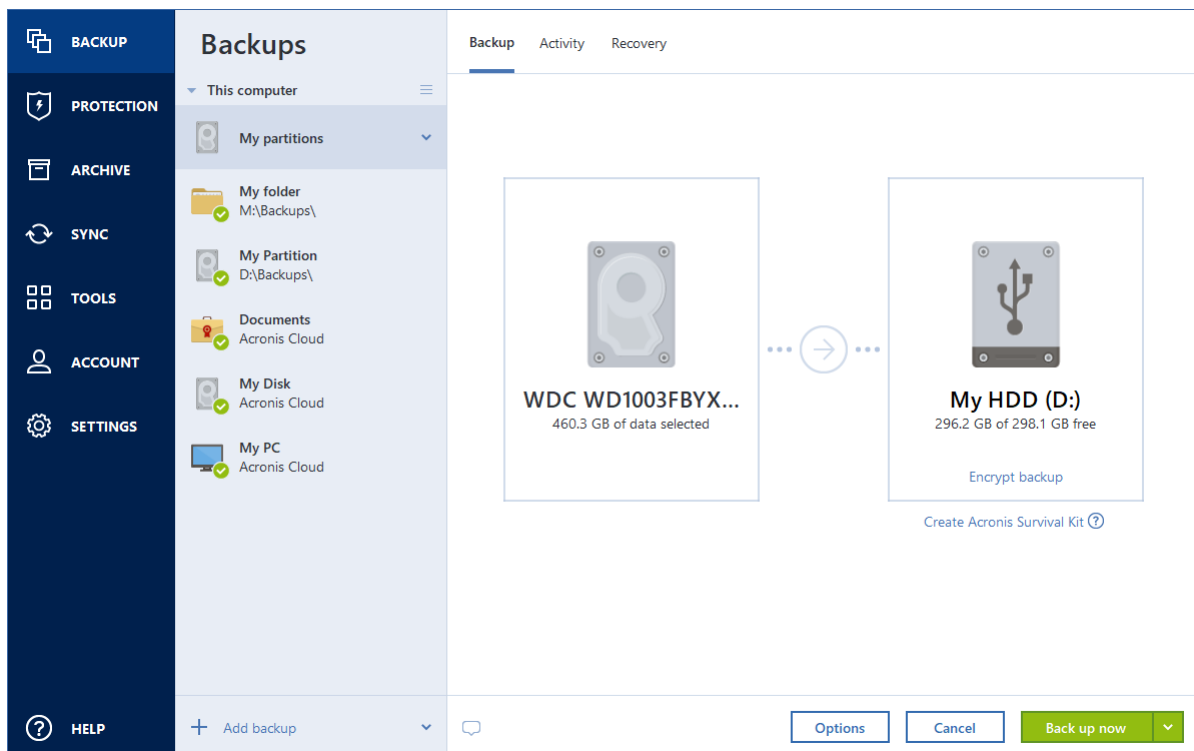 BACKUP
PROTECTION
ARCHIVE
SYNC
TOOLS
ACCOUNT
SETTINGS
HELP
Backups
This computer
My partitions
My folder
M:\Backups\
My Partition
D:\Backups\
Documents
Acronis Cloud
My Disk
Acronis Cloud
My PC
Acronis Cloud
Add backup
Backup Activity Recovery
WDC WD1003FBYX...
460.3 GB of data selected
My HDD (D:)
296.2 GB of 298.1 GB free
Encrypt backup
Create Acronis Survival Kit ?
Options Cancel Back up now